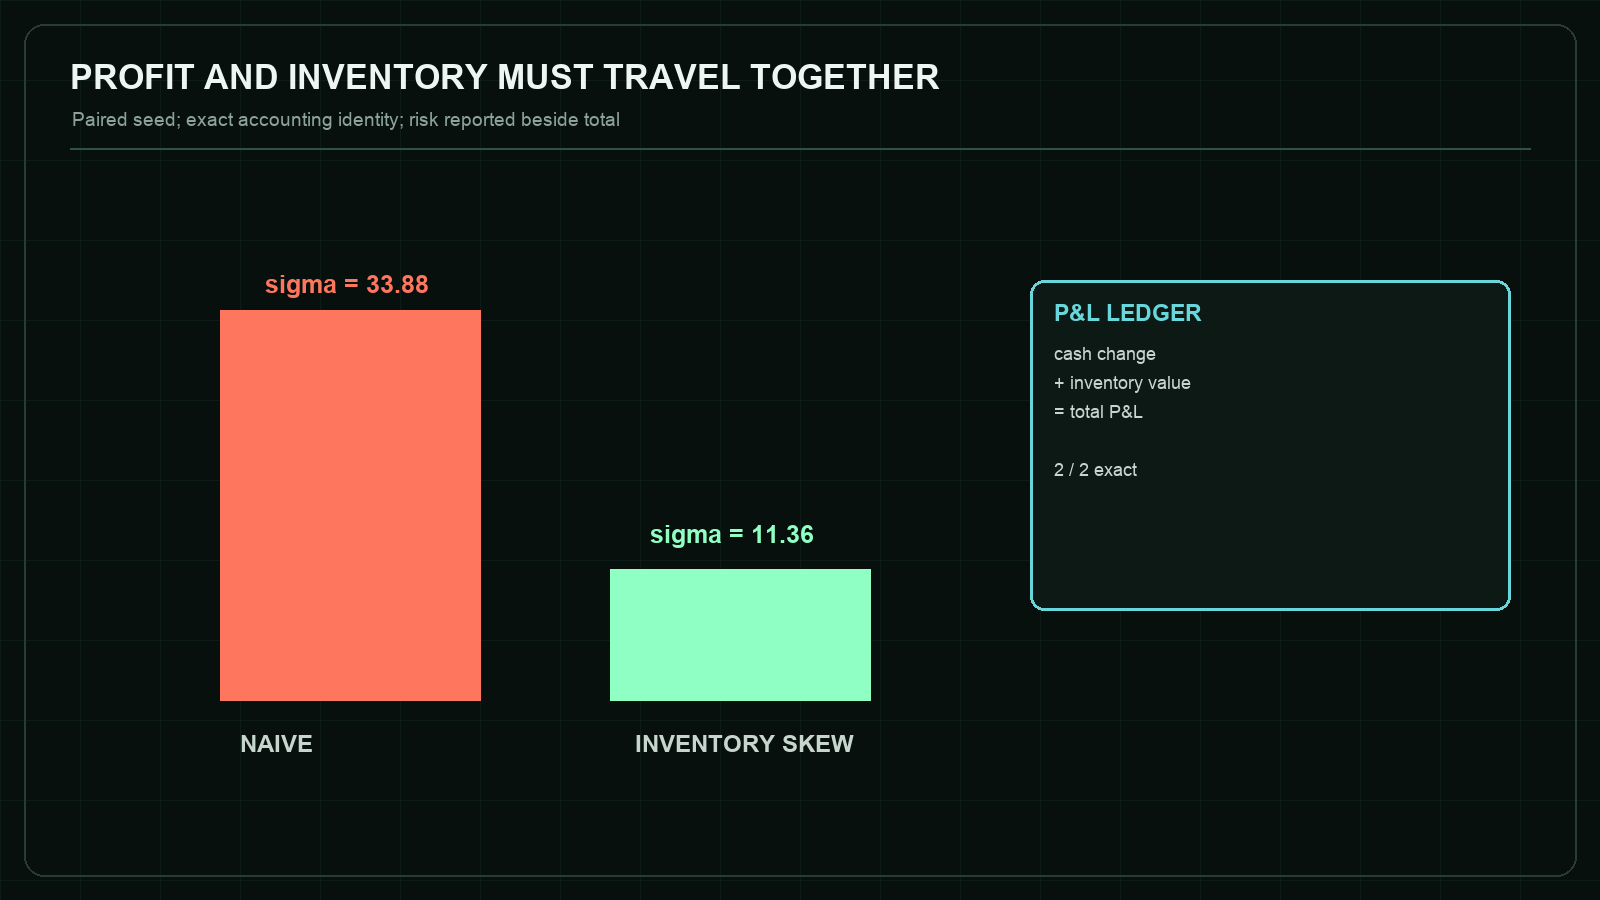 PROFIT AND INVENTORY MUST TRAVEL TOGETHER
Paired seed; exact accounting identity; risk reported beside total
sigma = 33.88
sigma = 11.36
NAIVE
INVENTORY SKEW
P&L LEDGER
cash change
+ inventory value
= total P&L
2 / 2 exact